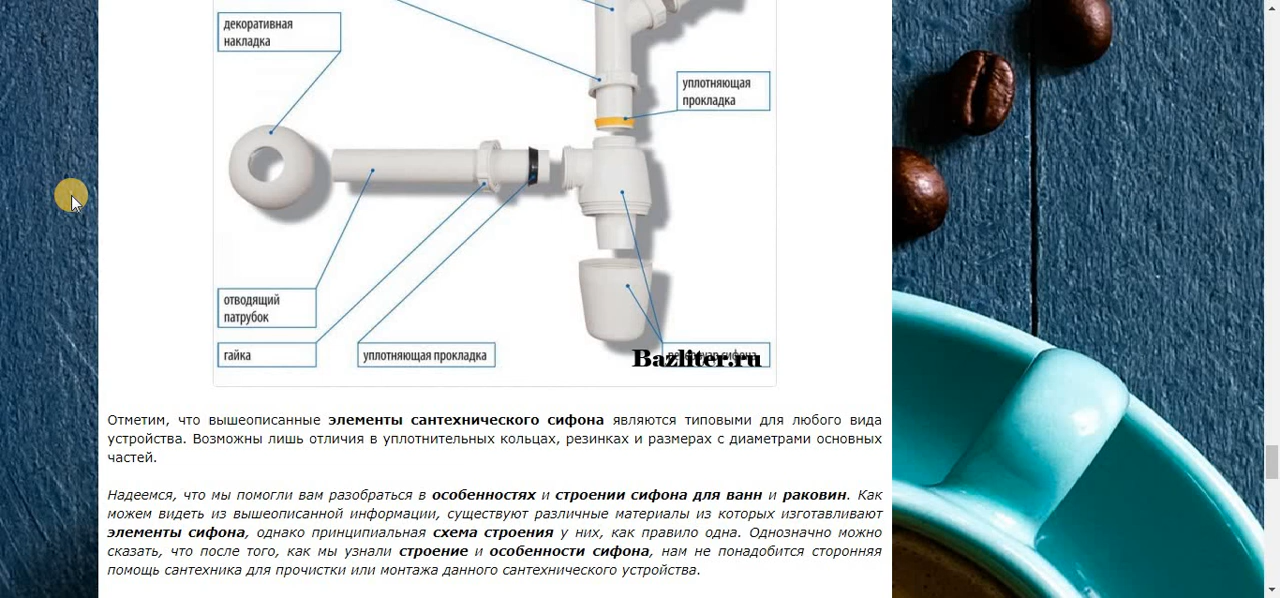 декоративная
накладка
уплотняющая
прокладка
отводящий
патрубок
гайка
уплотняющая прокладка
Bazliter.ru
Отметим, что вышеописанные элементы сантехнического сифона являются типовыми для любого вида
устройства. Возможны лишь отличия в уплотнительных кольцах, резинках и размерах с диаметрами основных
частей.
Надеемся, что мы помогли вам разобраться в особенностях и строении сифона для ванн и раковин. Как
можем видеть из вышеописанной информации, существуют различные материалы из которых изготавливают
элементы сифона, однако принципиальная схема строения у них, как правило одна. Однозначно можно
сказать, что после того, как мы узнали строение и особенности сифона, нам не понадобится сторонняя
помощь сантехника для прочистки или монтажа данного сантехнического устройства.